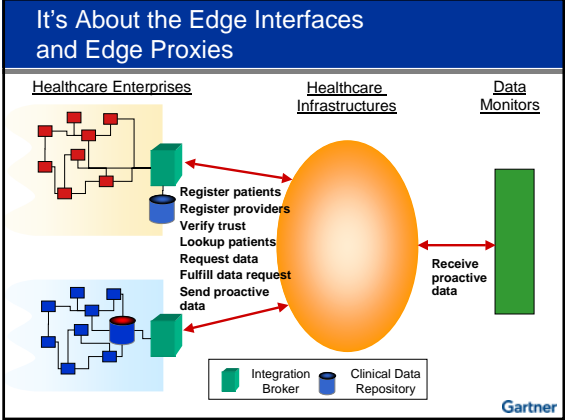 It's About the Edge Interfaces
and Edge Proxies
Healthcare Enterprises
Healthcare
Infrastructures
Data
Monitors
Register patients
Register providers
Verify trust
Lookup patients
Request data
Fulfill data request
Send proactive
data
Receive
proactive
data
Integration
Broker
Clinical Data
Repository
Gartner